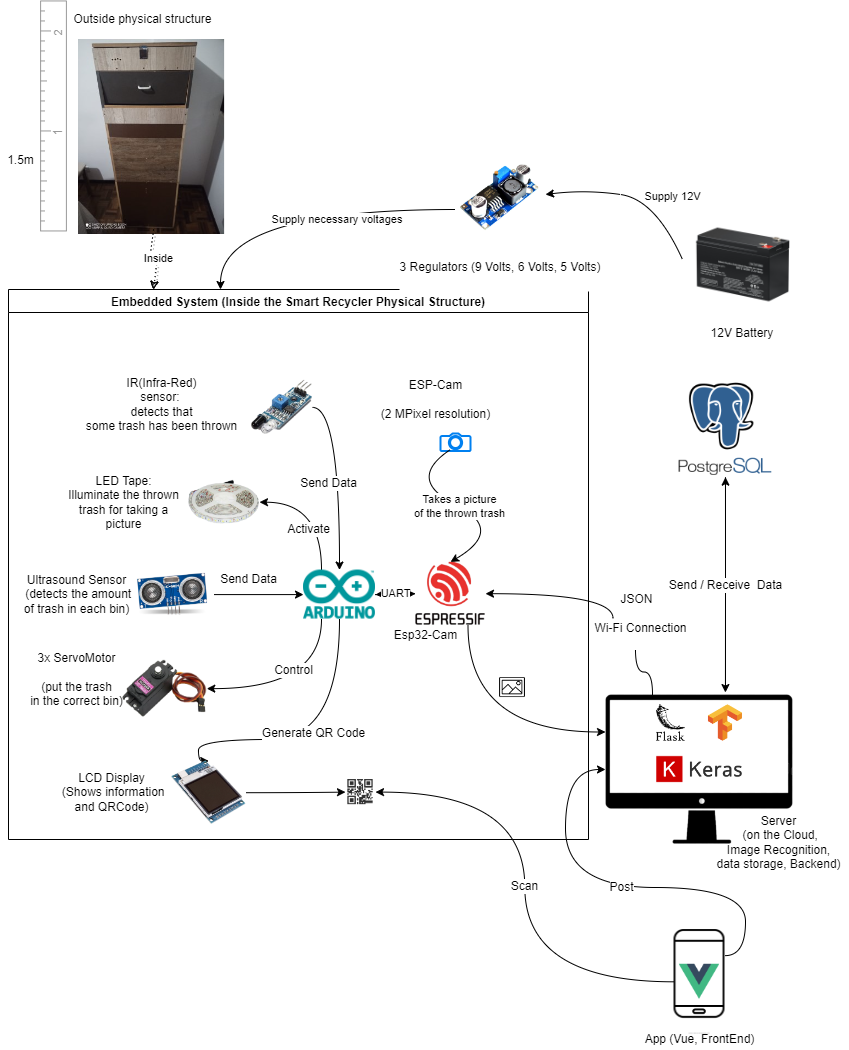 Outside physical structure
2
1
1.5m
Inside
Supply necessary voltages
Supply 12V
3 Regulators (9 Volts, 6 Volts, 5 Volts)
12V Battery
Embedded System (Inside the Smart Recycler Physical Structure)
IR(Infra-Red)
sensor:
detects that
some trash has been thrown
ESP-Cam
(2 MPixel resolution)
Send Data
LED Tape:
Illuminate the thrown
trash for taking a
picture
Activate
Takes a picture
of the thrown trash
PostgreSQL
Ultrasound Sensor
(detects the amount
of trash in each bin)
Send Data
ARDUINO
UART
ESPRESSIF
Esp32-Cam
JSON
Wi-Fi Connection
Send / Receive Data
3x ServoMotor
(put the trash
in the correct bin)
Control
Generate QR Code
LCD Display
(Shows information
and QRCode)
Flask
K Keras
Server
(on the Cloud,
Image Recognition,
data storage, Backend)
Scan
Post
App (Vue, FrontEnd)